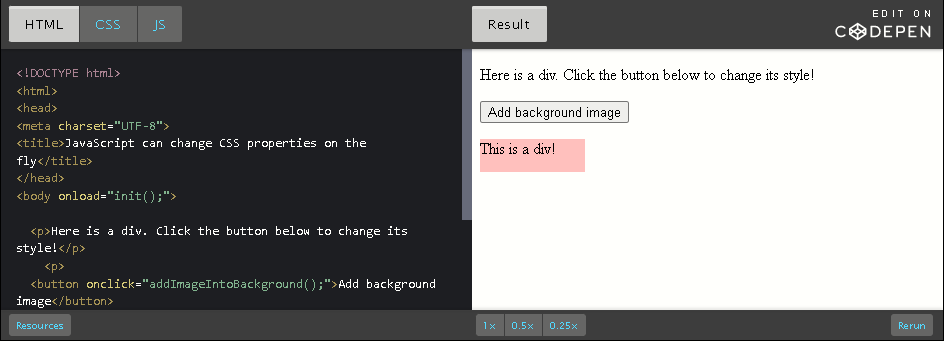 HTML CSS JS
Result
EDIT ON
CODEPEN
<!DOCTYPE html>
<html>
<head>
<meta charset="UTF-8">
<title>JavaScript can change CSS properties on the
fly</title>
</head>
<body onload="init();">
<p>Here is a div. Click the button below to change its
style!</p>
<p>
<button onclick="addImageIntoBackground();">Add background
image</button>
Here is a div. Click the button below to change its style!
Add background image
This is a div!
Resources
1x 0.5x 0.25x
Rerun